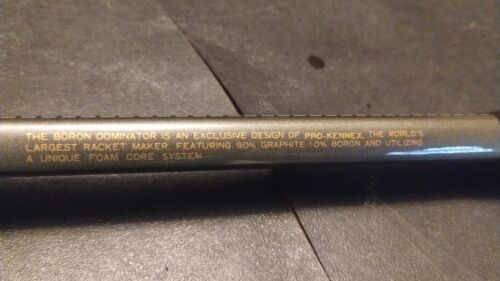 THE BORON DOMINATOR IS AN EXCLUSIVE DESIGN OF PRO-KENNEX, THE WORLD'S
LARGEST RACKET MAKER, FEATURING 90% GRAPHITE/10% BORON AND UTILIZING
A UNIQUE FOAM CORE SYSTEM